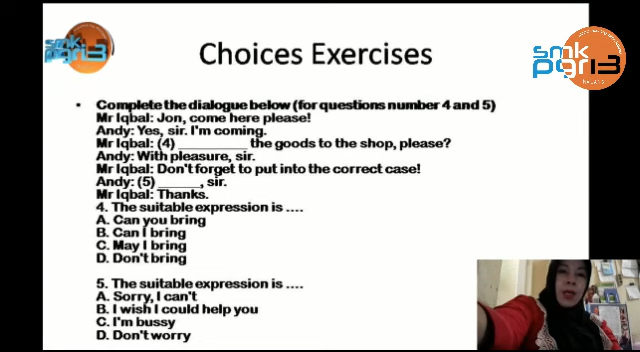 smk
pgri13
Choices Exercises
smk
pgri13
MALANG
• Complete the dialogue below (for questions number 4 and 5)
Mr Iqbal: Jon, come here please!
Andy: Yes, sir. I'm coming.
Mr Iqbal: (4) __________ the goods to the shop, please?
Andy: With pleasure, sir.
Mr Iqbal: Don't forget to put into the correct case!
Andy: (5) ______, sir.
Mr Iqbal: Thanks.
4. The suitable expression is ....
A. Can you bring
B. Can I bring
C. May I bring
D. Don't bring
5. The suitable expression is ....
A. Sorry, I can't
B. I wish I could help you
C. I'm bussy
D. Don't worry